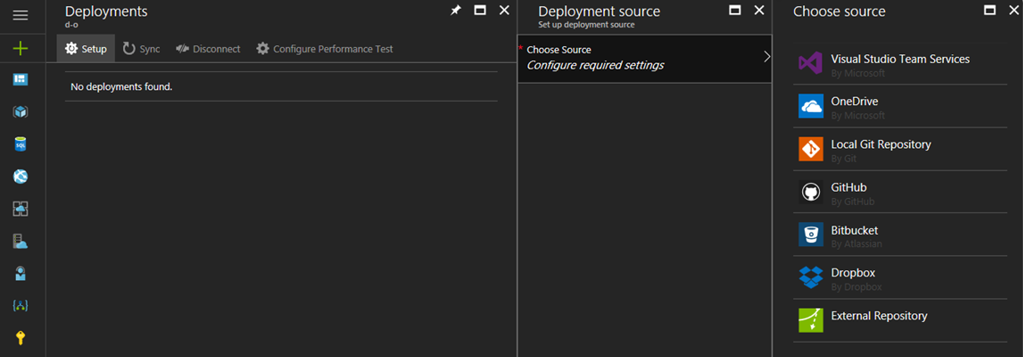 Deployments
d-o
Setup
Sync
Disconnect
Configure Performance Test
No deployments found.
Deployment source
Set up deployment source
* Choose Source
Configure required settings
Choose source
Visual Studio Team Services
By Microsoft
OneDrive
By Microsoft
Local Git Repository
By Git
GitHub
By GitHub
Bitbucket
By Atlassian
Dropbox
By Dropbox
External Repository
SQL